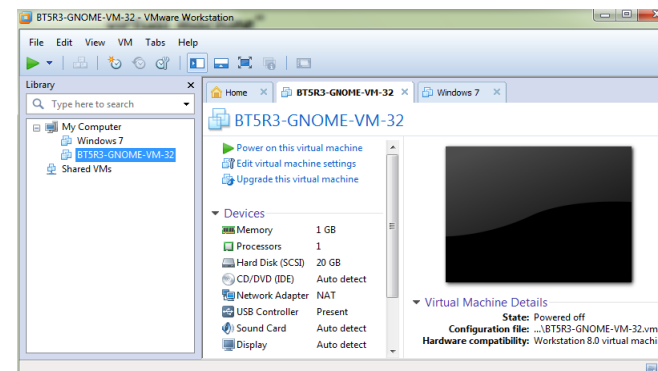 BT5R3-GNOME-VM-32 - VMware Workstation
File Edit View VM Tabs Help
Library
Type here to search
My Computer
Windows 7
BT5R3-GNOME-VM-32
Shared VMs
Home BT5R3-GNOME-VM-32 Windows 7
BT5R3-GNOME-VM-32
Power on this virtual machine
Edit virtual machine settings
Upgrade this virtual machine
Devices
Memory 1 GB
Processors 1
Hard Disk (SCSI) 20 GB
CD/DVD (IDE) Auto detect
Network Adapter NAT
USB Controller Present
Sound Card Auto detect
Display Auto detect
Virtual Machine Details
State: Powered off
Configuration file: ...\BT5R3-GNOME-VM-32.vm
Hardware compatibility: Workstation 8.0 virtual machi